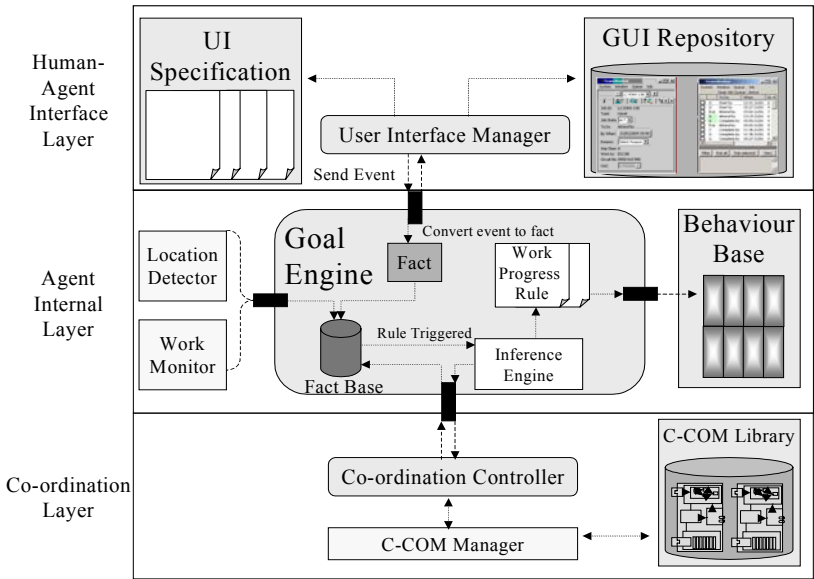 Human-
Agent
Interface
Layer
UI
Specification
GUI Repository
User Interface Manager
Send Event
Agent
Internal
Layer
Location
Detector
Work
Monitor
Goal
Engine
Convert event to fact
Fact
Work
Progress
Rule
Rule Triggered
Inference
Engine
Fact Base
Behaviour
Base
Co-ordination
Layer
Co-ordination Controller
C-COM Manager
C-COM Library